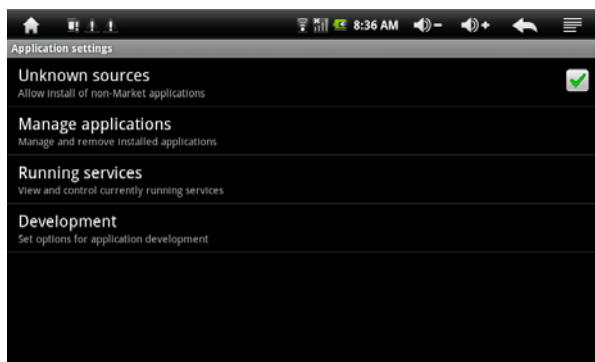 8:36 AM
Application settings
Unknown sources
Allow install of non-Market applications
Manage applications
Manage and remove installed applications
Running services
View and control currently running services
Development
Set options for application development